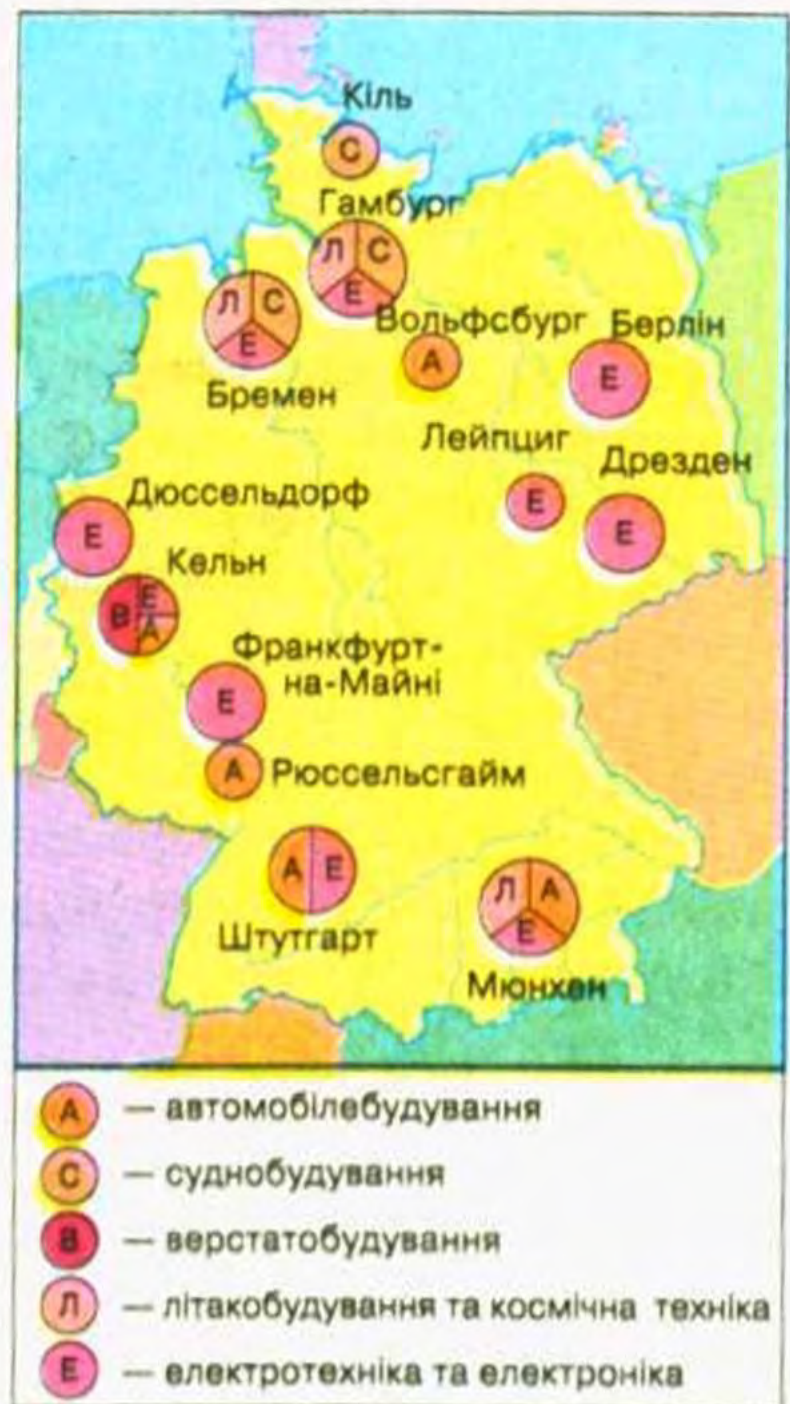 Кіль
С
Гамбург
Л С
Е
Л С
Е
Бремен
Вольфсбург
А
Берлін
Е
Лейпциг
Е
Дрезден
Е
Дюссельдорф
Е
Кельн
В Е
А
Франкфурт-
на-Майні
Е
А Рюссельсгайм
А Е
Штутгарт
Л А
Е
Мюнхен
А — автомобілебудування
С — суднобудування
В — верстатобудування
Л — літакобудування та космічна техніка
Е — електротехніка та електроніка